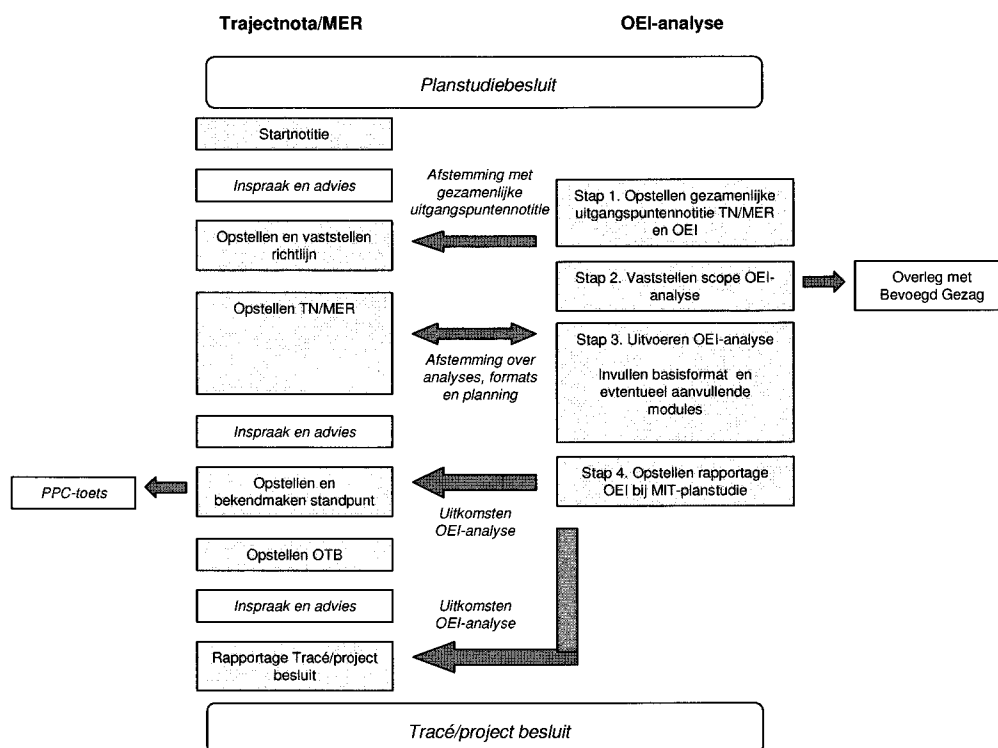 Trajectnota/MER
OEI-analyse
Planstudiebesluit
Startnotitie
Inspraak en advies
Afstemming met
gezamenlijke
uitgangspuntennotitie
Stap 1. Opstellen gezamenlijke
uitgangspuntennotitie TN/MER
en OEI
Opstellen en vaststellen
richtlijn
Stap 2. Vaststellen scope OEI-
analyse
Overleg met
Bevoegd Gezag
Opstellen TN/MER
Afstemming over
analyses, formats
en planning
Stap 3. Uitvoeren OEI-analyse
Invullen basisformat en
evtentueel aanvullende
modules
Inspraak en advies
PPC-toets
Opstellen en
bekendmaken standpunt
Uitkomsten
OEI-analyse
Stap 4. Opstellen rapportage
OEI bij MIT-planstudie
Opstellen OTB
Inspraak en advies
Uitkomsten
OEI-analyse
Rapportage Tracé/project
besluit
Tracé/project besluit